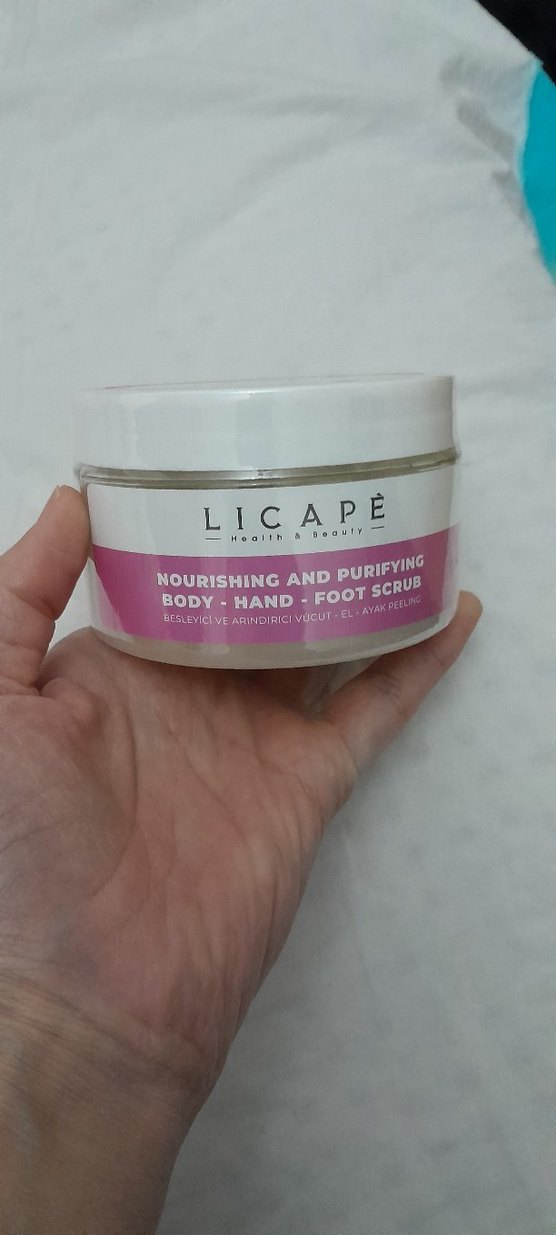 LICAPÈ
Health & Beauty
NOURISHING AND PURIFYING
BODY - HAND - FOOT SCRUB
BESLEYİCİ VE ARINDIRICI VÜCUT - EL - AYAK PEELING